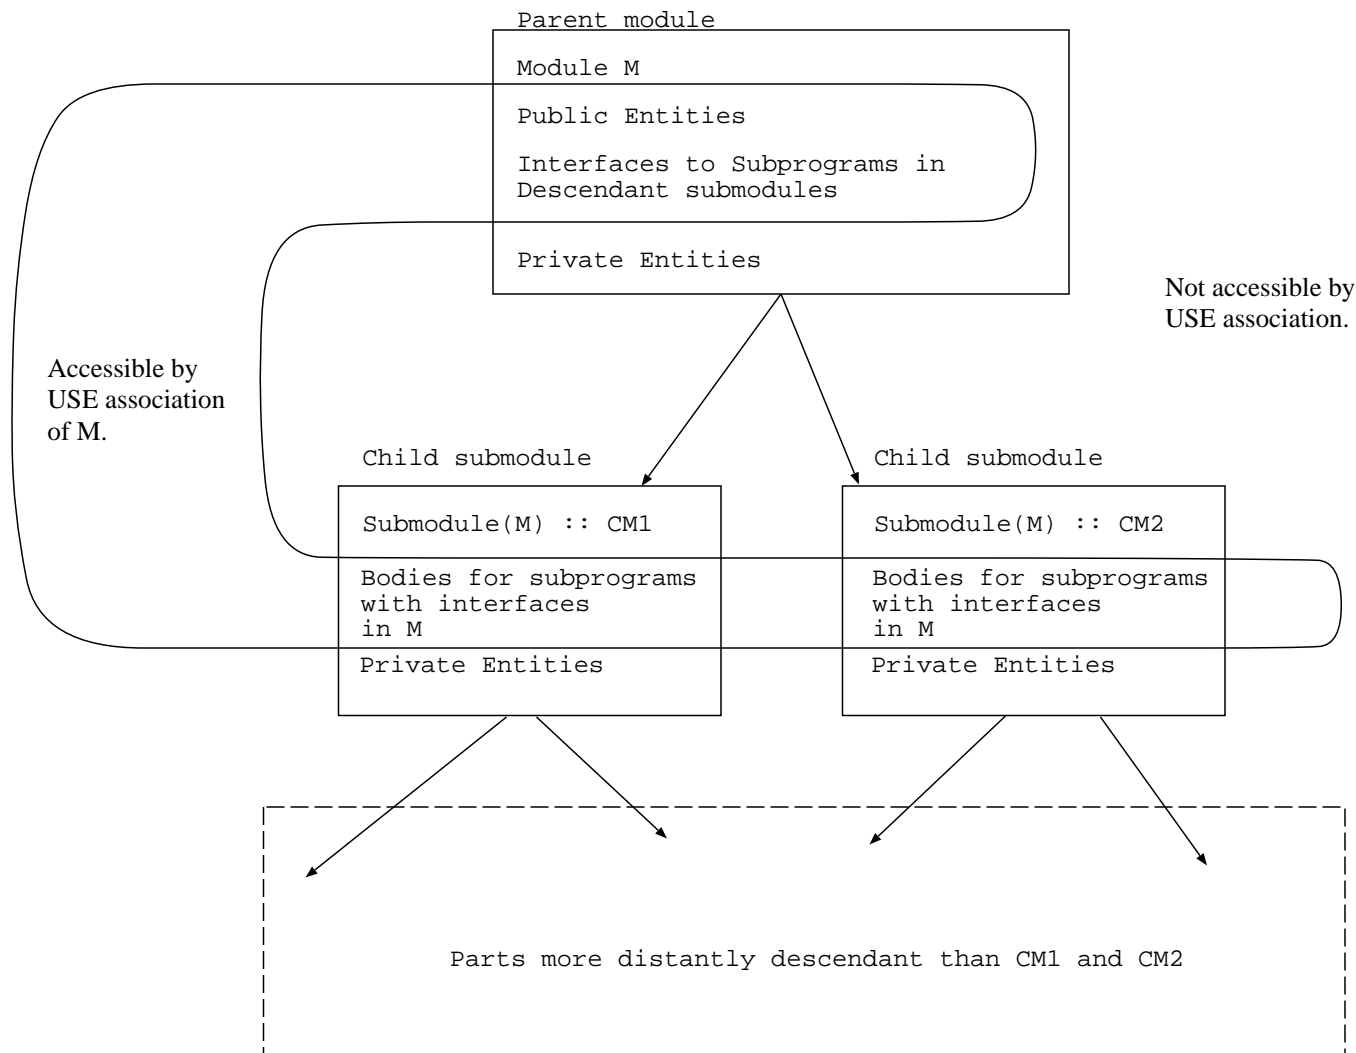 Parent module
Module M
Public Entities
Interfaces to Subprograms in
Descendant submodules
Private Entities
Not accessible by
USE association.
Accessible by
USE association
of M.
Child submodule
Submodule(M) :: CM1
Bodies for subprograms
with interfaces
in M
Private Entities
Child submodule
Submodule(M) :: CM2
Bodies for subprograms
with interfaces
in M
Private Entities
Parts more distantly descendant than CM1 and CM2